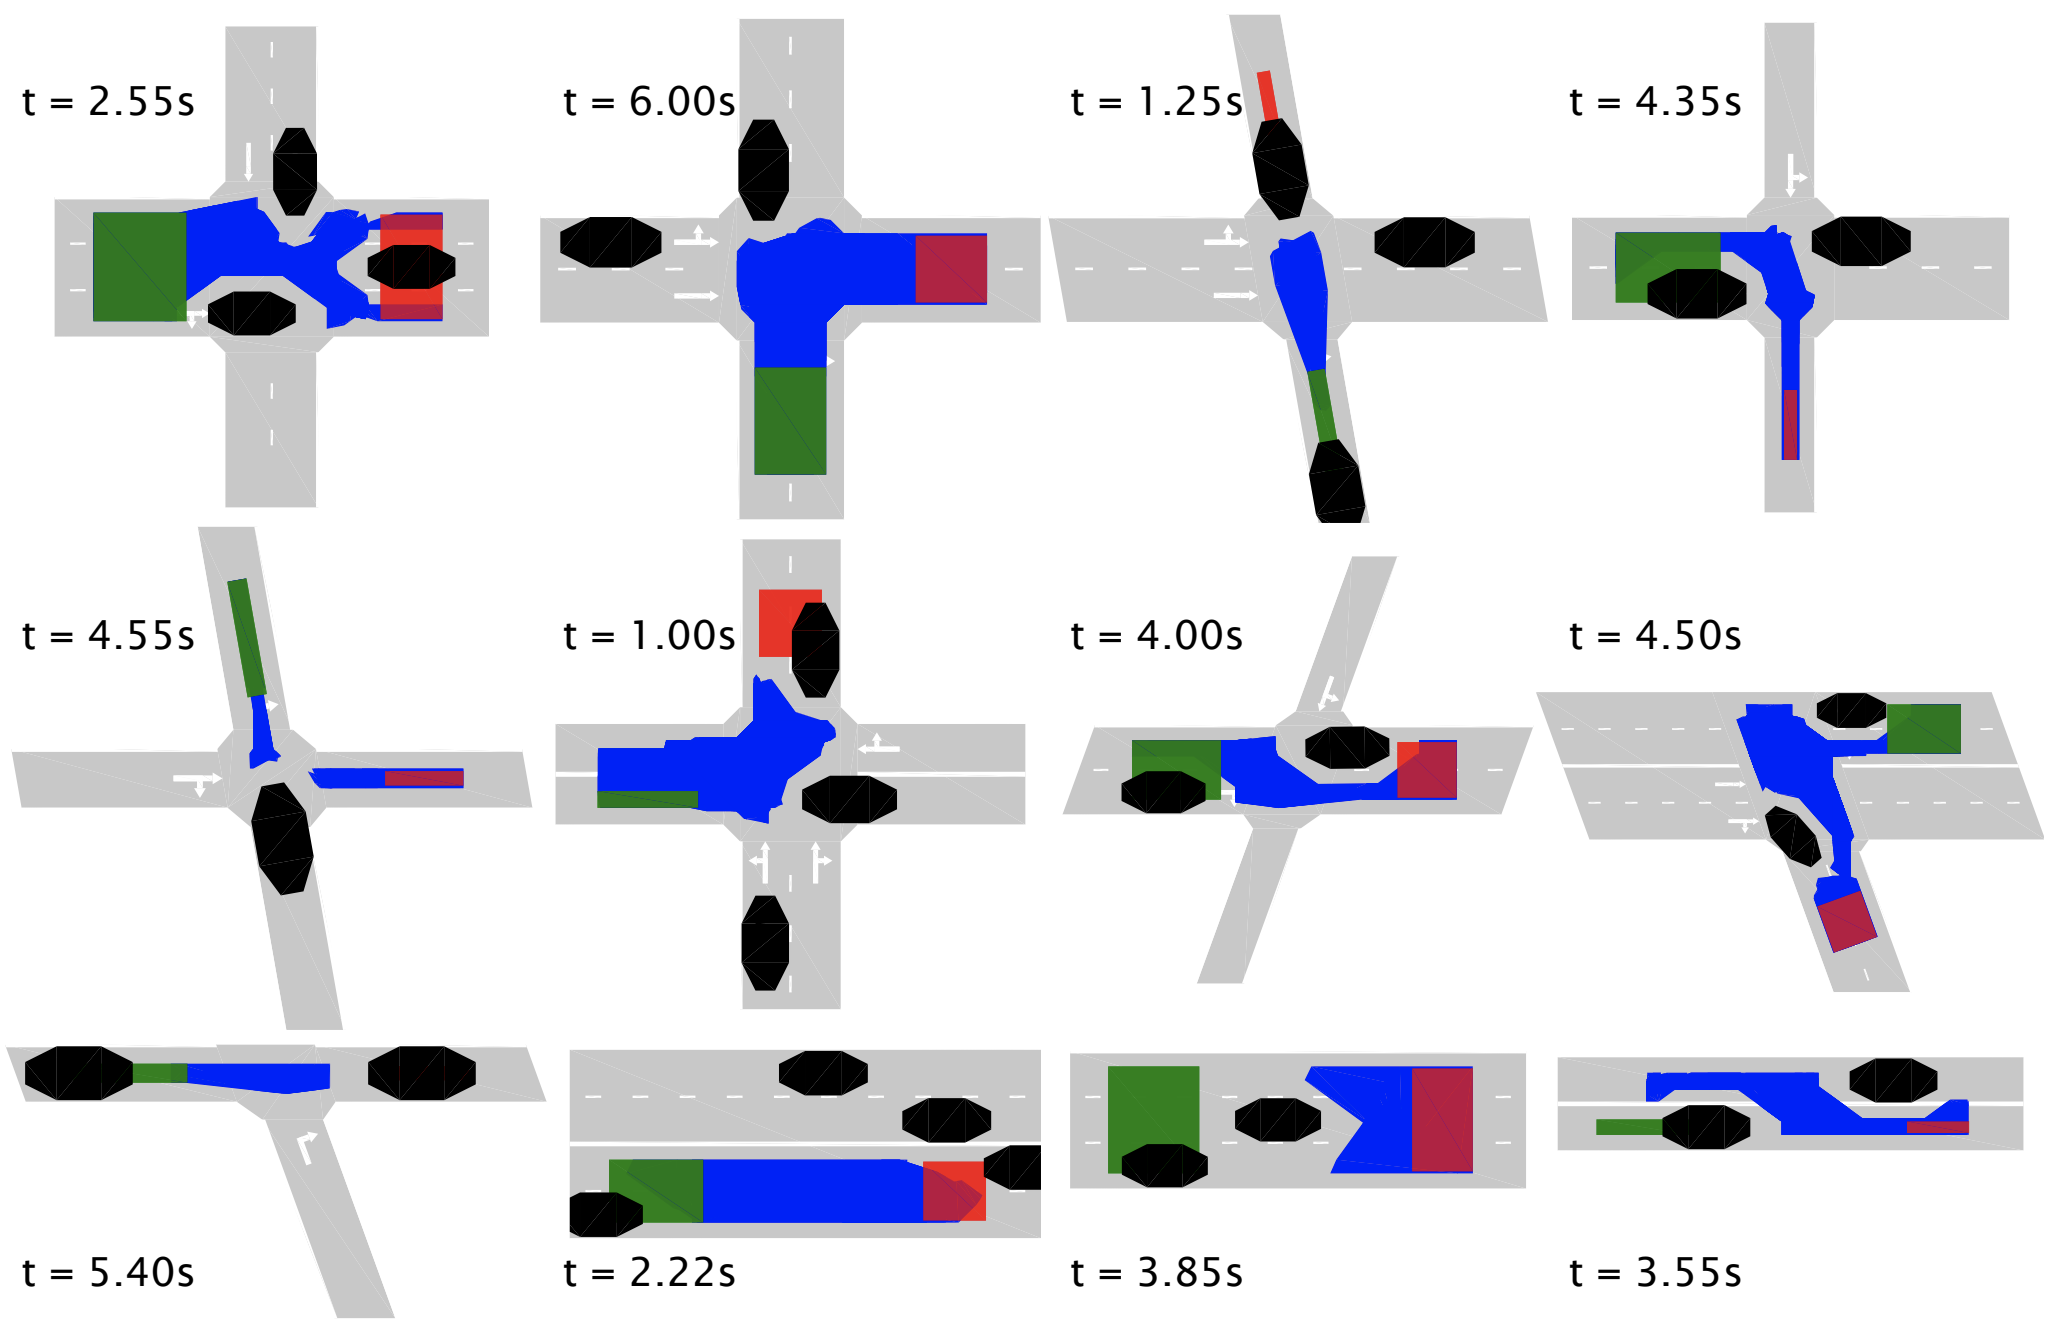 t = 2.55s
t = 6.00s
t = 1.25s
t = 4.35s
t = 4.55s
t = 1.00s
t = 4.00s
t = 4.50s
t = 5.40s
t = 2.22s
t = 3.85s
t = 3.55s